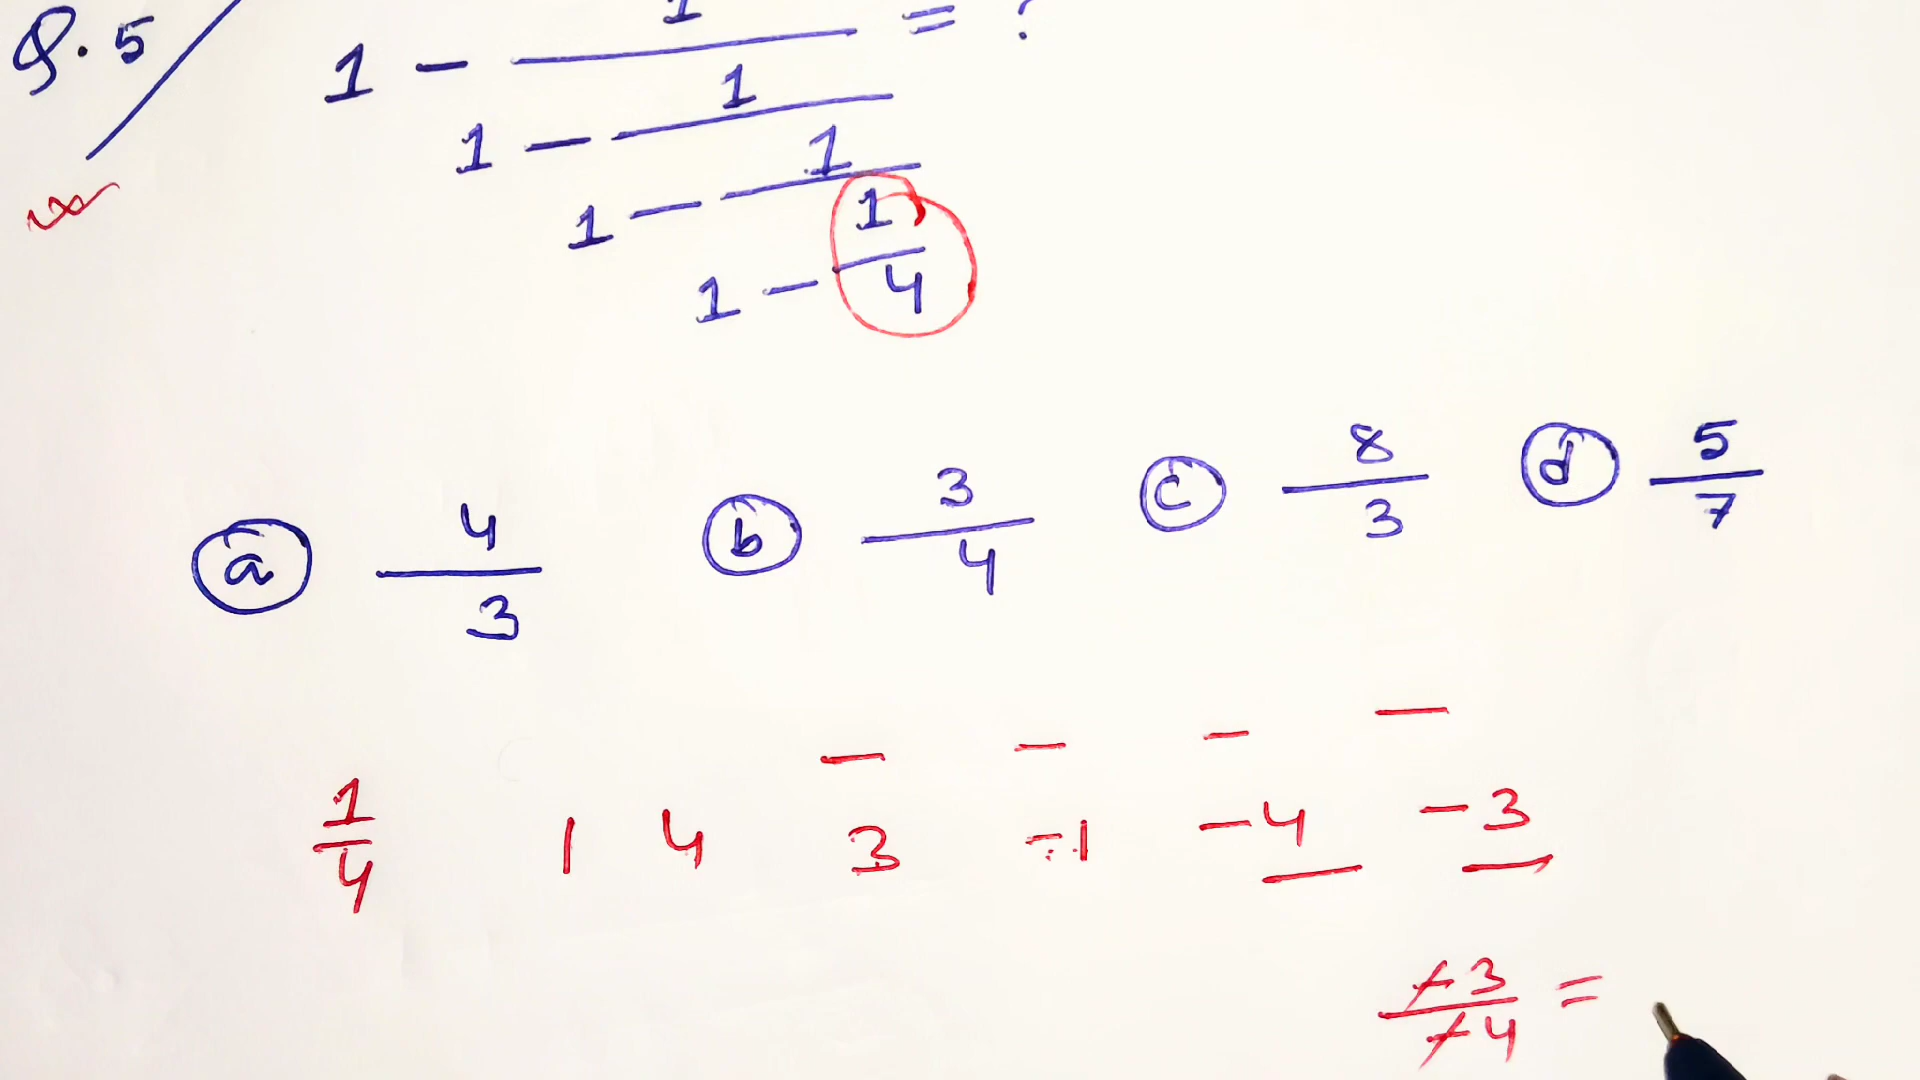 Q.5
1 - 1 = ?
1 - 1
1 - 1
1 - 1/4
a 4/3 b 3/4 c 8/3 d 5/7
1/4 1 4 3 -1 -4 -3
-3/-4 =